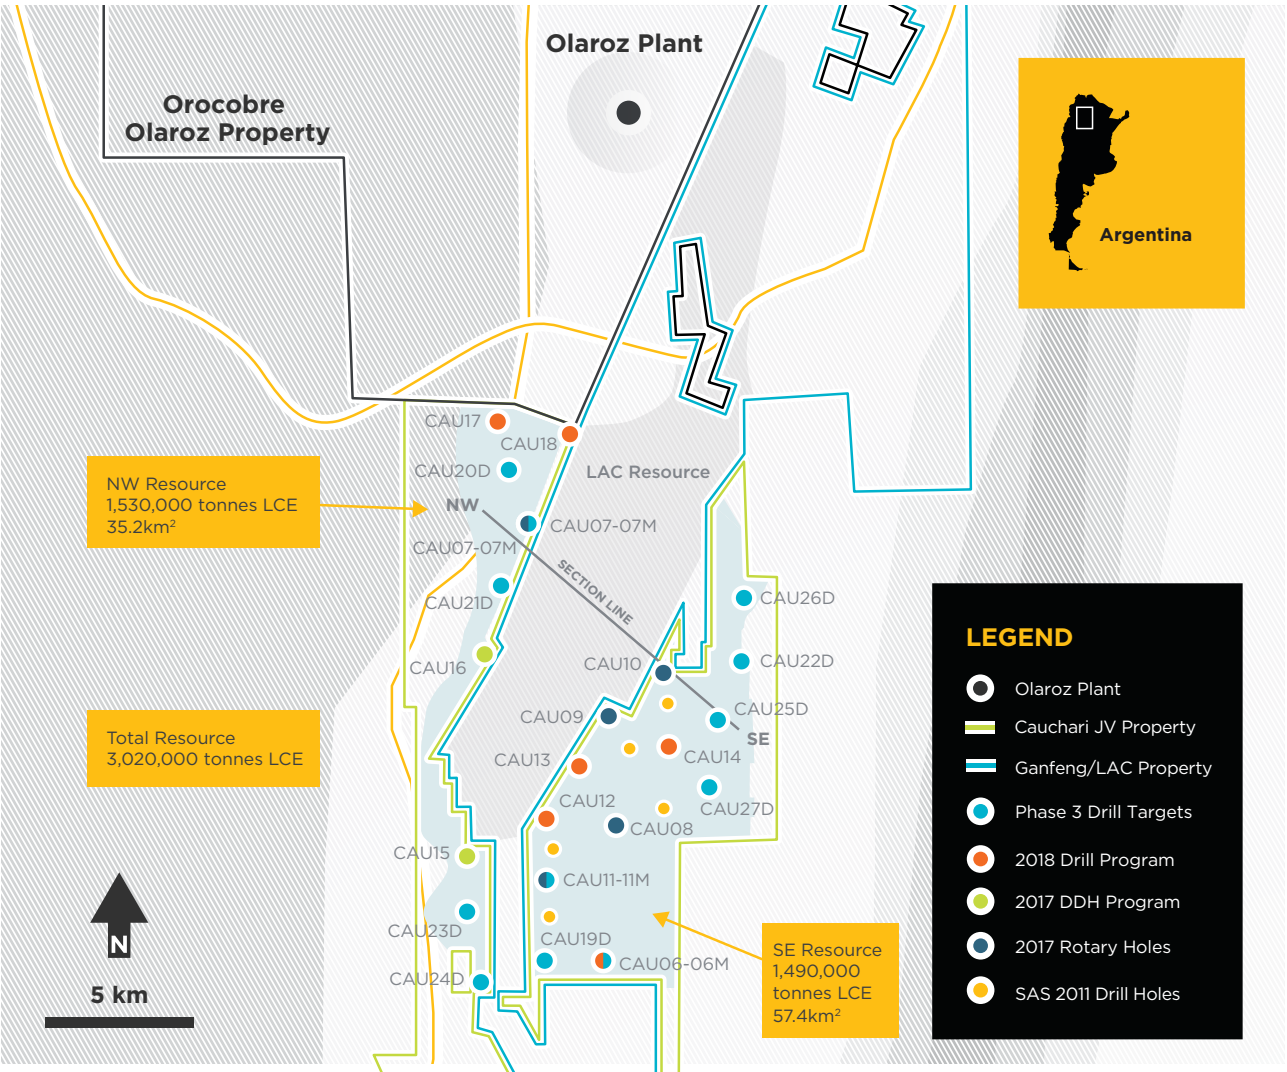 Olaroz Plant
Orocobre
Olaroz Property
Argentina
CAU17
CAU18
CAU20D
LAC Resource
NW Resource
1,530,000 tonnes LCE
35.2km²
NW
CAU07-07M
CAU07-07M
SECTION LINE
CAU21D
CAU26D
CAU16
CAU10
CAU22D
CAU09
CAU25D
SE
Total Resource
3,020,000 tonnes LCE
CAU13
CAU14
CAU12
CAU27D
CAU08
CAU15
CAU11-11M
CAU23D
CAU19D
CAU06-06M
CAU24D
SE Resource
1,490,000
tonnes LCE
57.4km²
N
5 km
LEGEND
Olaroz Plant
Cauchari JV Property
Ganfeng/LAC Property
Phase 3 Drill Targets
2018 Drill Program
2017 DDH Program
2017 Rotary Holes
SAS 2011 Drill Holes